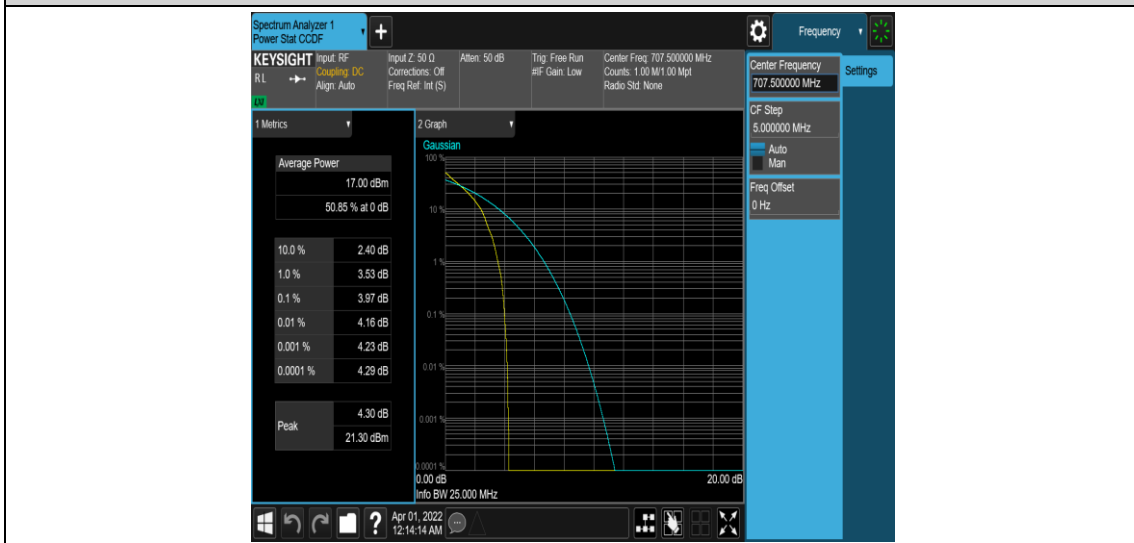 Spectrum Analyzer 1
Power Stat CCDF
+
Frequency
KEYSIGHT
RL
LXI
Input: RF
Coupling: DC
Align: Auto
Input Z: 50 Ω
Corrections: Off
Freq Ref: Int (S)
Atten: 50 dB
Trig: Free Run
#IF Gain: Low
Center Freq: 707.500000 MHz
Counts: 1.00 M/1.00 Mpt
Radio Std: None
Center Frequency
707.500000 MHz
Settings
CF Step
5.000000 MHz
Auto
Man
Freq Offset
0 Hz
1 Metrics
Average Power
17.00 dBm
50.85 % at 0 dB
10.0 % 2.40 dB
1.0 % 3.53 dB
0.1 % 3.97 dB
0.01 % 4.16 dB
0.001 % 4.23 dB
0.0001 % 4.29 dB
Peak 4.30 dB
21.30 dBm
2 Graph
Gaussian
100 %
10 %
1 %
0.1 %
0.01 %
0.001 %
0.0001 %
0.00 dB 20.00 dB
Info BW 25.000 MHz
?
Apr 01, 2022
12:14:14 AM